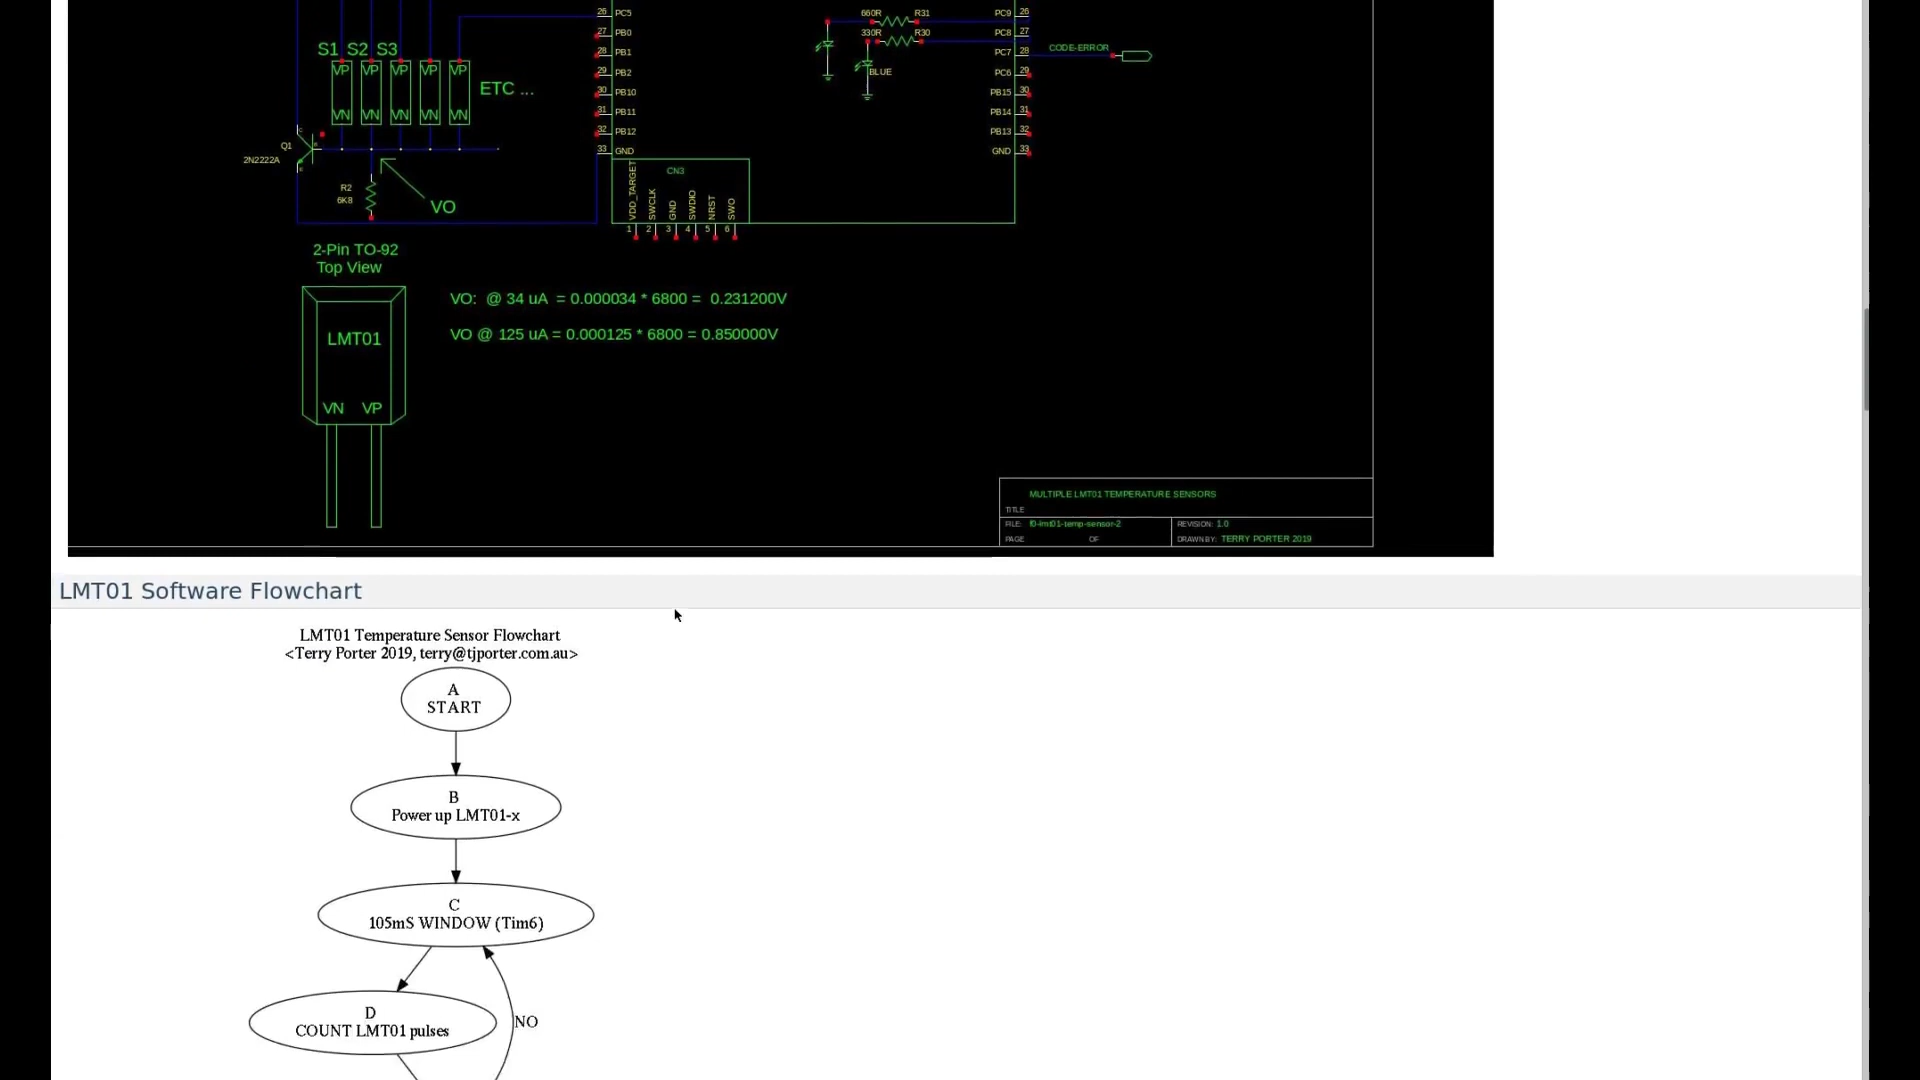 26 PC5
27 PB0
28 PB1
29 PB2
30 PB10
31 PB11
32 PB12
33 GND
660R R31
330R R30
BLUE
PC9 26
PC8 27
PC7 28
PC6 29
PB15 30
PB14 31
PB13 32
GND 33
CODE-ERROR
S1 S2 S3
VP VP VP VP VP
ETC ...
VN VN VN VN VN
Q1
2N2222A
R2
6K8
VO
CN3
VDD_TARGET
SWCLK
GND
SWDIO
NRST
SWO
1 2 3 4 5 6
2-Pin TO-92
Top View
LMT01
VN VP
VO: @ 34 uA = 0.000034 * 6800 = 0.231200V
VO @ 125 uA = 0.000125 * 6800 = 0.850000V
MULTIPLE LMT01 TEMPERATURE SENSORS
TITLE
FILE: f0-lmt01-temp-sensor-2
REVISION: 1.0
PAGE OF
DRAWN BY: TERRY PORTER 2019
LMT01 Software Flowchart
LMT01 Temperature Sensor Flowchart
<Terry Porter 2019, terry@tjporter.com.au>
A
START
B
Power up LMT01-x
C
105mS WINDOW (Tim6)
D
COUNT LMT01 pulses
NO